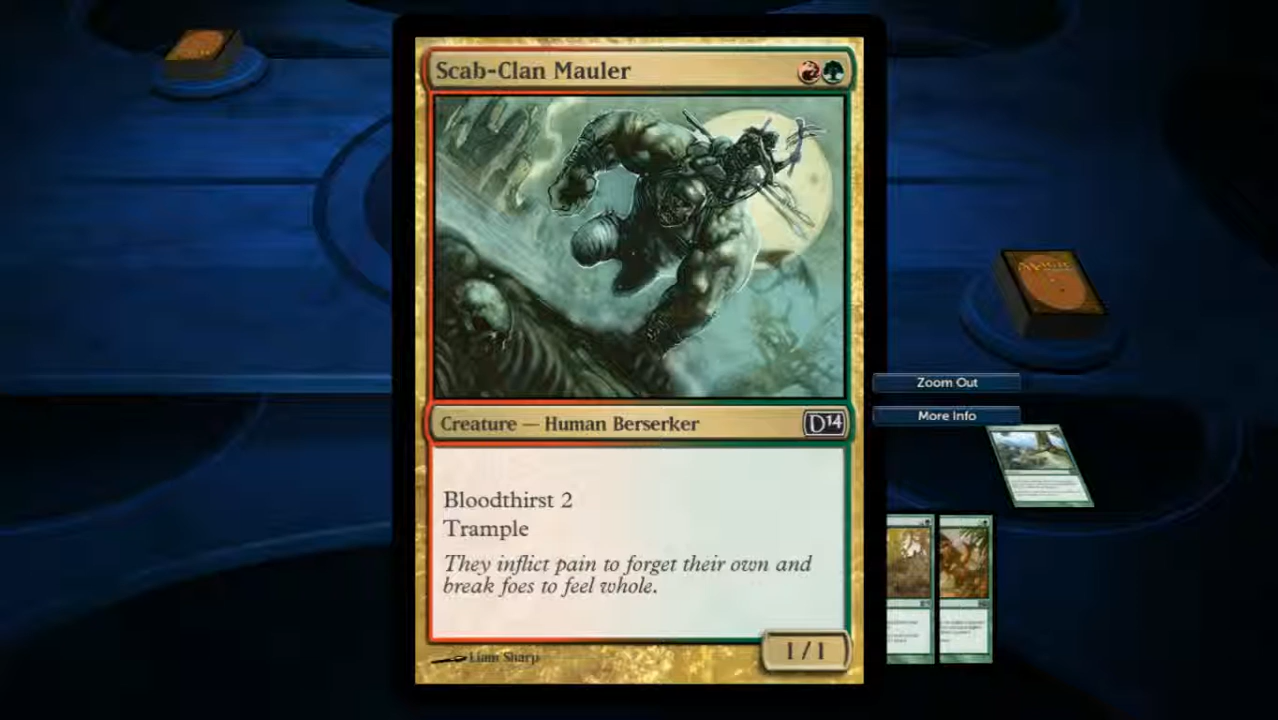 Scab-Clan Mauler
MAGIC
Zoom Out
More Info
Creature — Human Berserker
D14
Bloodthirst 2
Trample
They inflict pain to forget their own and
break foes to feel whole.
1/1
Liam Sharp